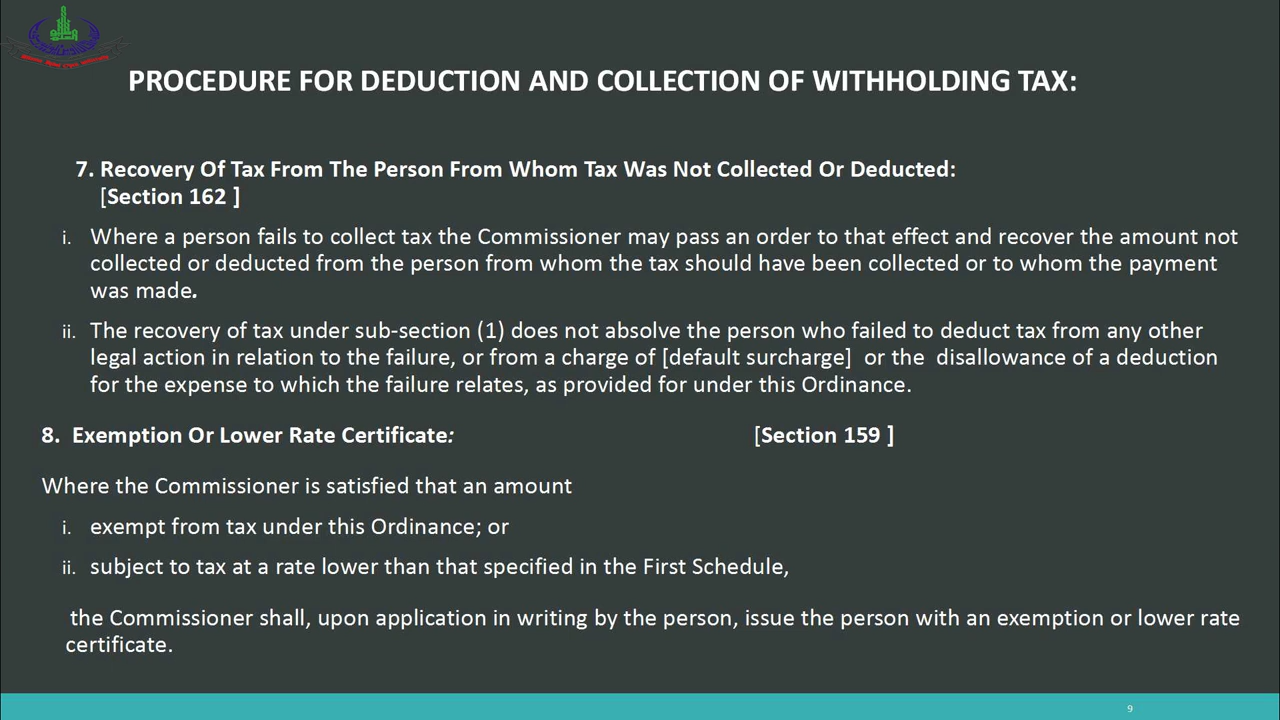 PROCEDURE FOR DEDUCTION AND COLLECTION OF WITHHOLDING TAX:
7. Recovery Of Tax From The Person From Whom Tax Was Not Collected Or Deducted:
[Section 162 ]
i. Where a person fails to collect tax the Commissioner may pass an order to that effect and recover the amount not
collected or deducted from the person from whom the tax should have been collected or to whom the payment
was made.
ii. The recovery of tax under sub-section (1) does not absolve the person who failed to deduct tax from any other
legal action in relation to the failure, or from a charge of [default surcharge] or the disallowance of a deduction
for the expense to which the failure relates, as provided for under this Ordinance.
8. Exemption Or Lower Rate Certificate: [Section 159 ]
Where the Commissioner is satisfied that an amount
i. exempt from tax under this Ordinance; or
ii. subject to tax at a rate lower than that specified in the First Schedule,
the Commissioner shall, upon application in writing by the person, issue the person with an exemption or lower rate
certificate.
9